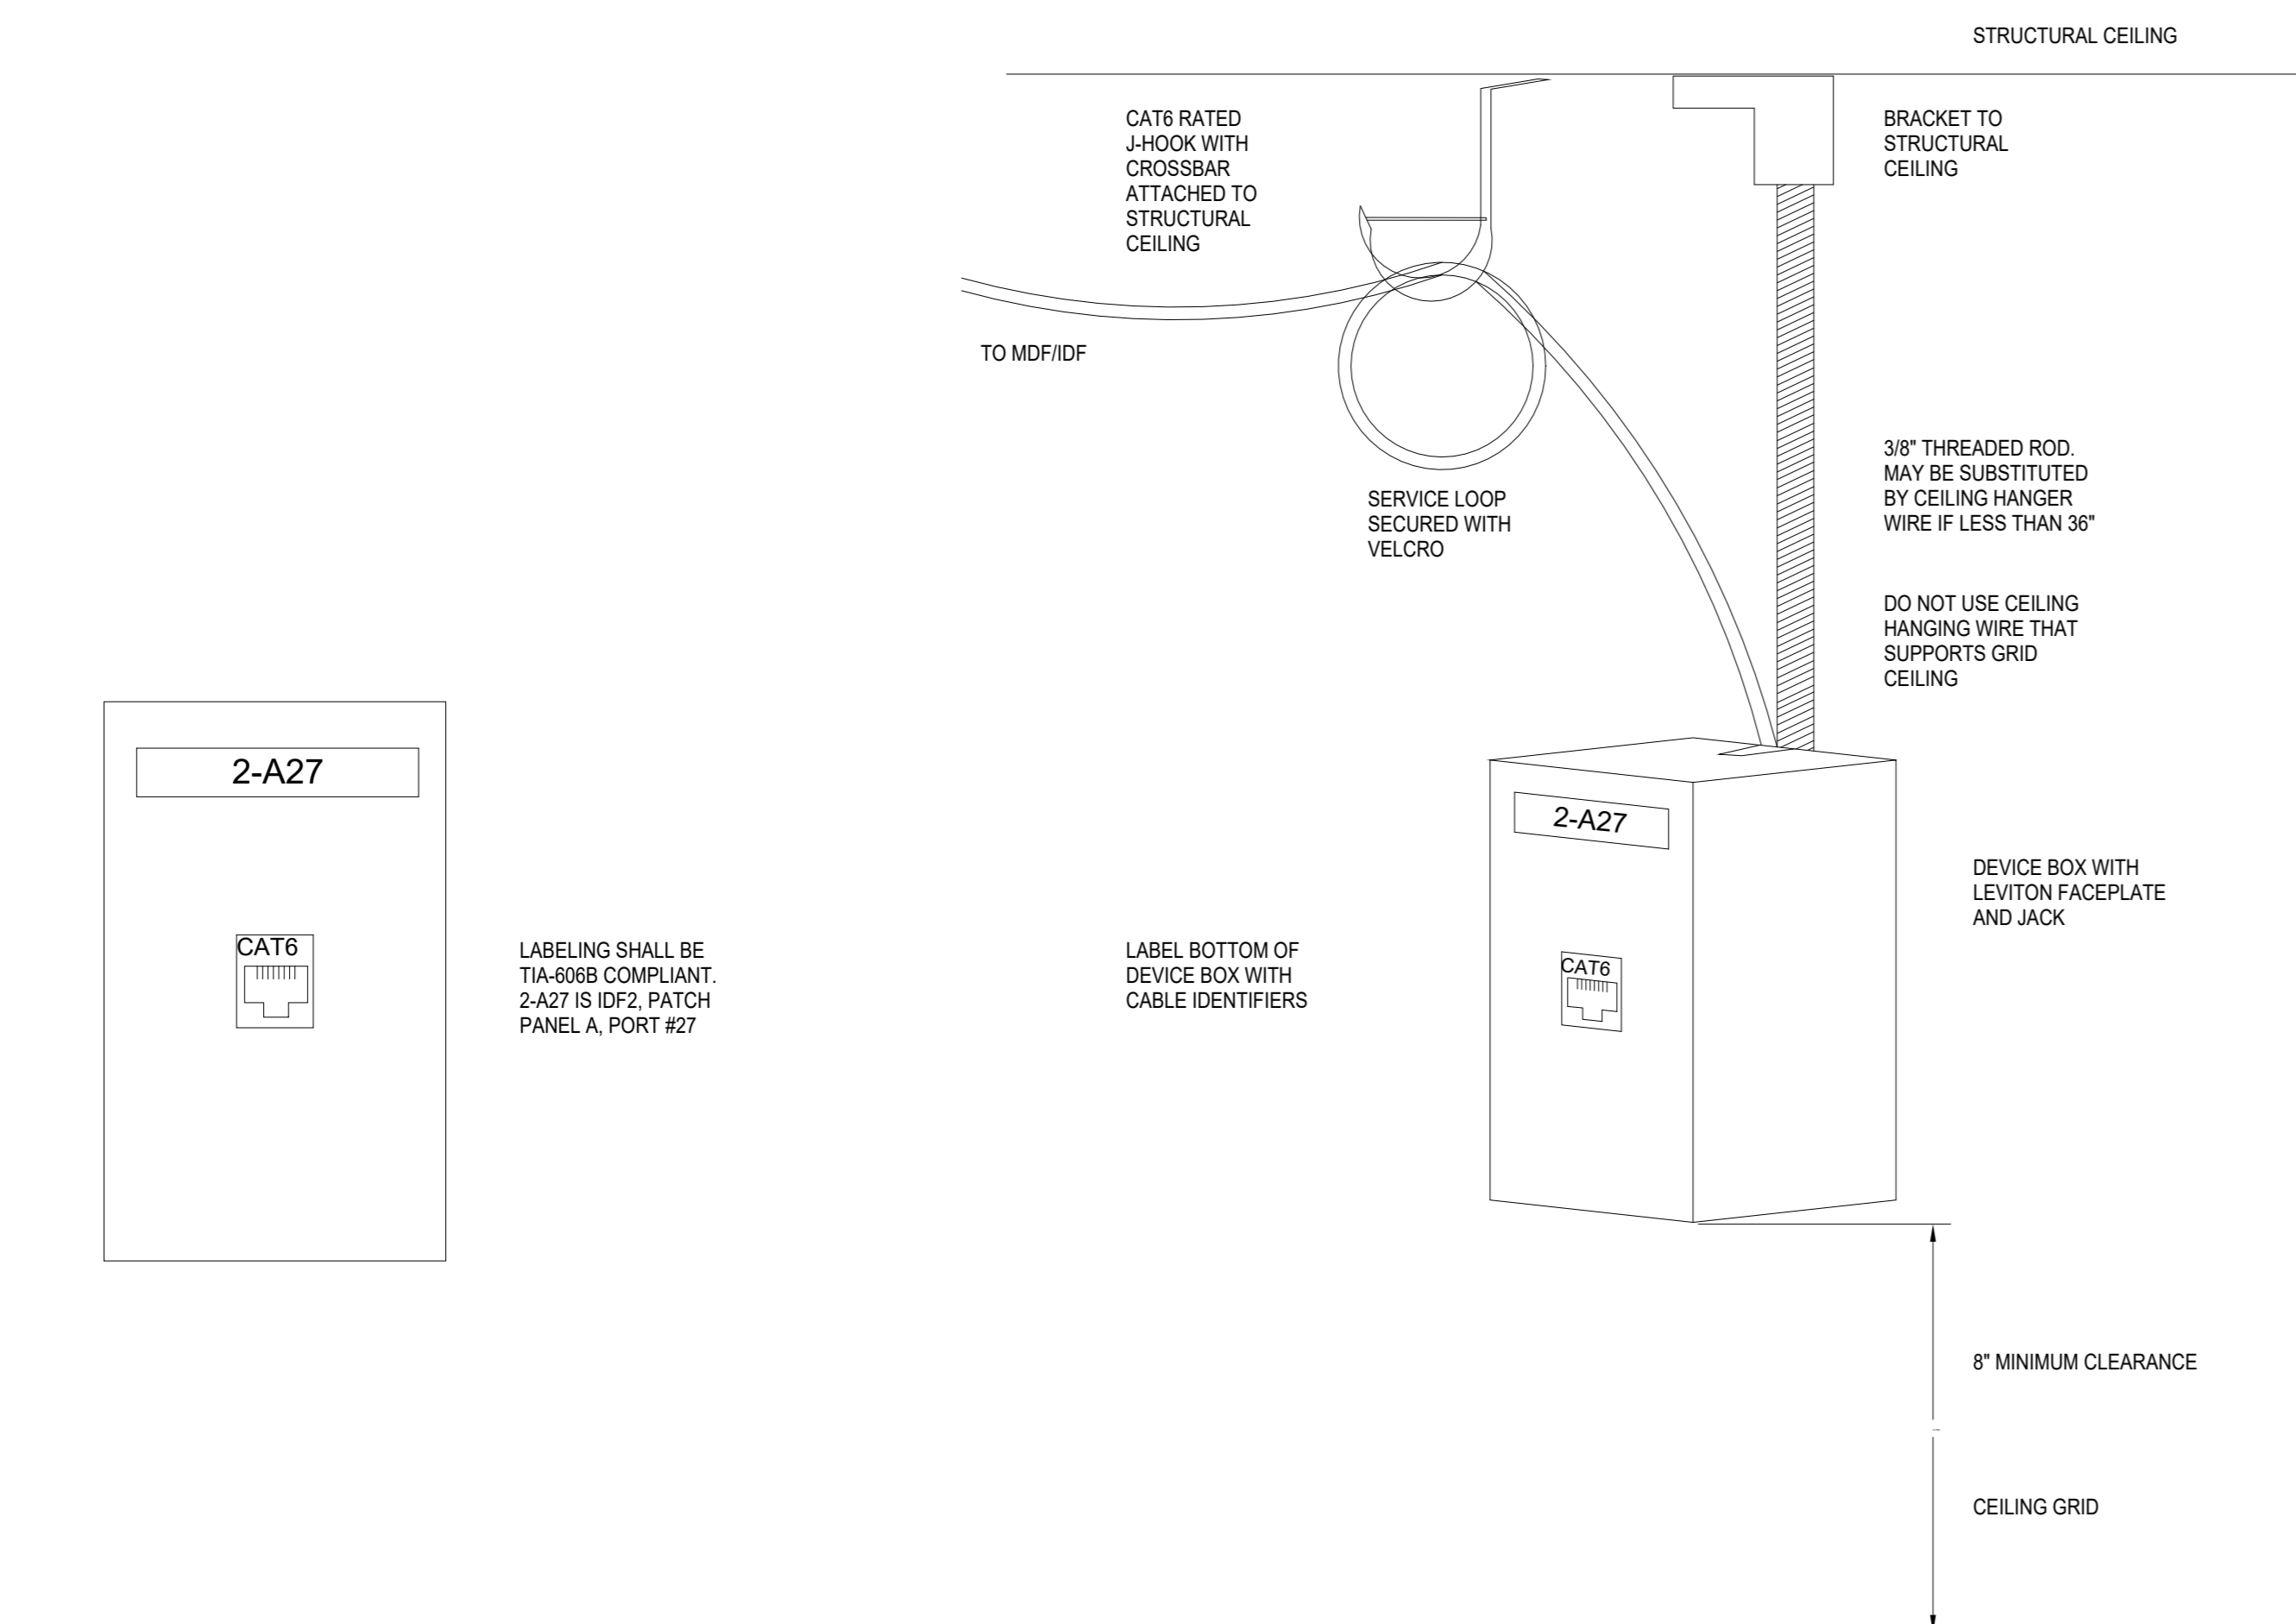 STRUCTURAL CEILING
CAT6 RATED
J-HOOK WITH
CROSSBAR
ATTACHED TO
STRUCTURAL
CEILING
BRACKET TO
STRUCTURAL
CEILING
TO MDF/IDF
SERVICE LOOP
SECURED WITH
VELCRO
3/8" THREADED ROD.
MAY BE SUBSTITUTED
BY CEILING HANGER
WIRE IF LESS THAN 36"
DO NOT USE CEILING
HANGING WIRE THAT
SUPPORTS GRID
CEILING
2-A27
CAT6
LABELING SHALL BE
TIA-606B COMPLIANT.
2-A27 IS IDF2, PATCH
PANEL A, PORT #27
LABEL BOTTOM OF
DEVICE BOX WITH
CABLE IDENTIFIERS
2-A27
CAT6
DEVICE BOX WITH
LEVITON FACEPLATE
AND JACK
8" MINIMUM CLEARANCE
CEILING GRID